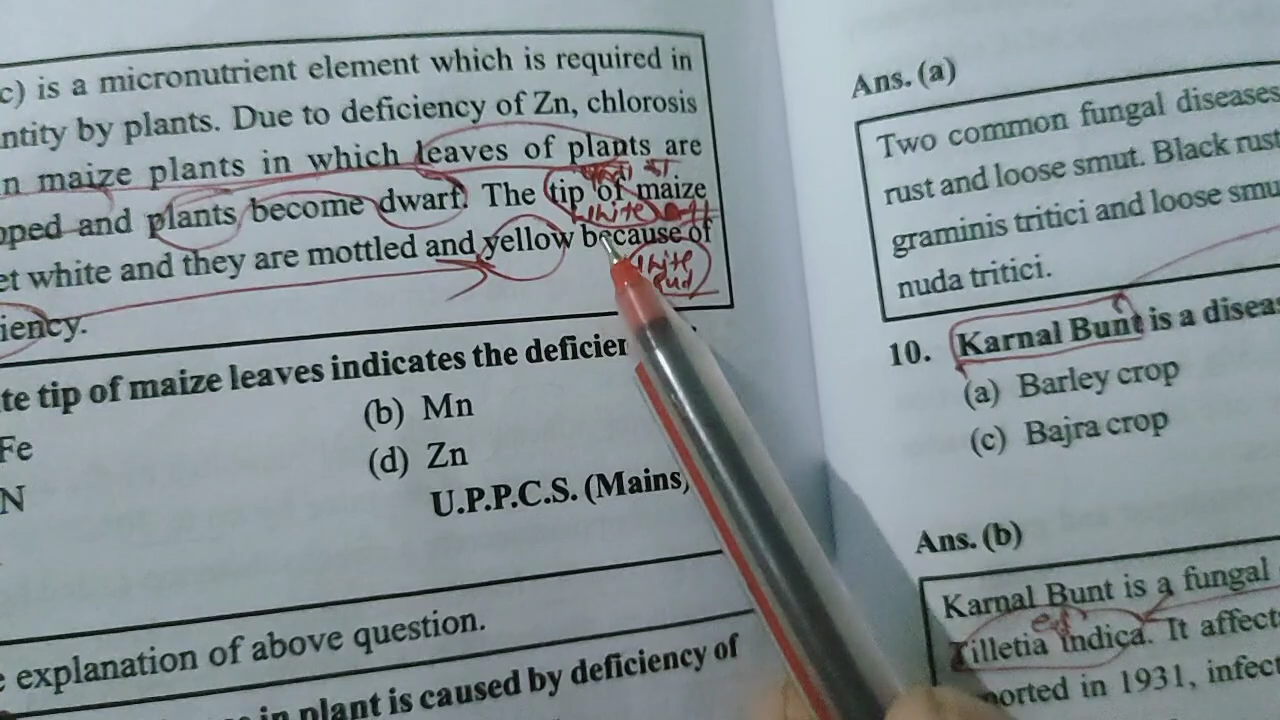 c) is a micronutrient element which is required in
ntity by plants. Due to deficiency of Zn, chlorosis
n maize plants in which leaves of plants are
oped and plants become dwarf. The tip of maize
white
et white and they are mottled and yellow because of
white
bud
iency.
te tip of maize leaves indicates the deficier
Fe
(b) Mn
N
(d) Zn
U.P.P.C.S. (Mains)
e explanation of above question.
in plant is caused by deficiency of
Ans. (a)
Two common fungal diseases
rust and loose smut. Black rust
graminis tritici and loose smu
nuda tritici.
10. Karnal Bunt is a disea
(a) Barley crop
(c) Bajra crop
Ans. (b)
Karnal Bunt is a fungal
Tilletia indica. It affect
ported in 1931, infec